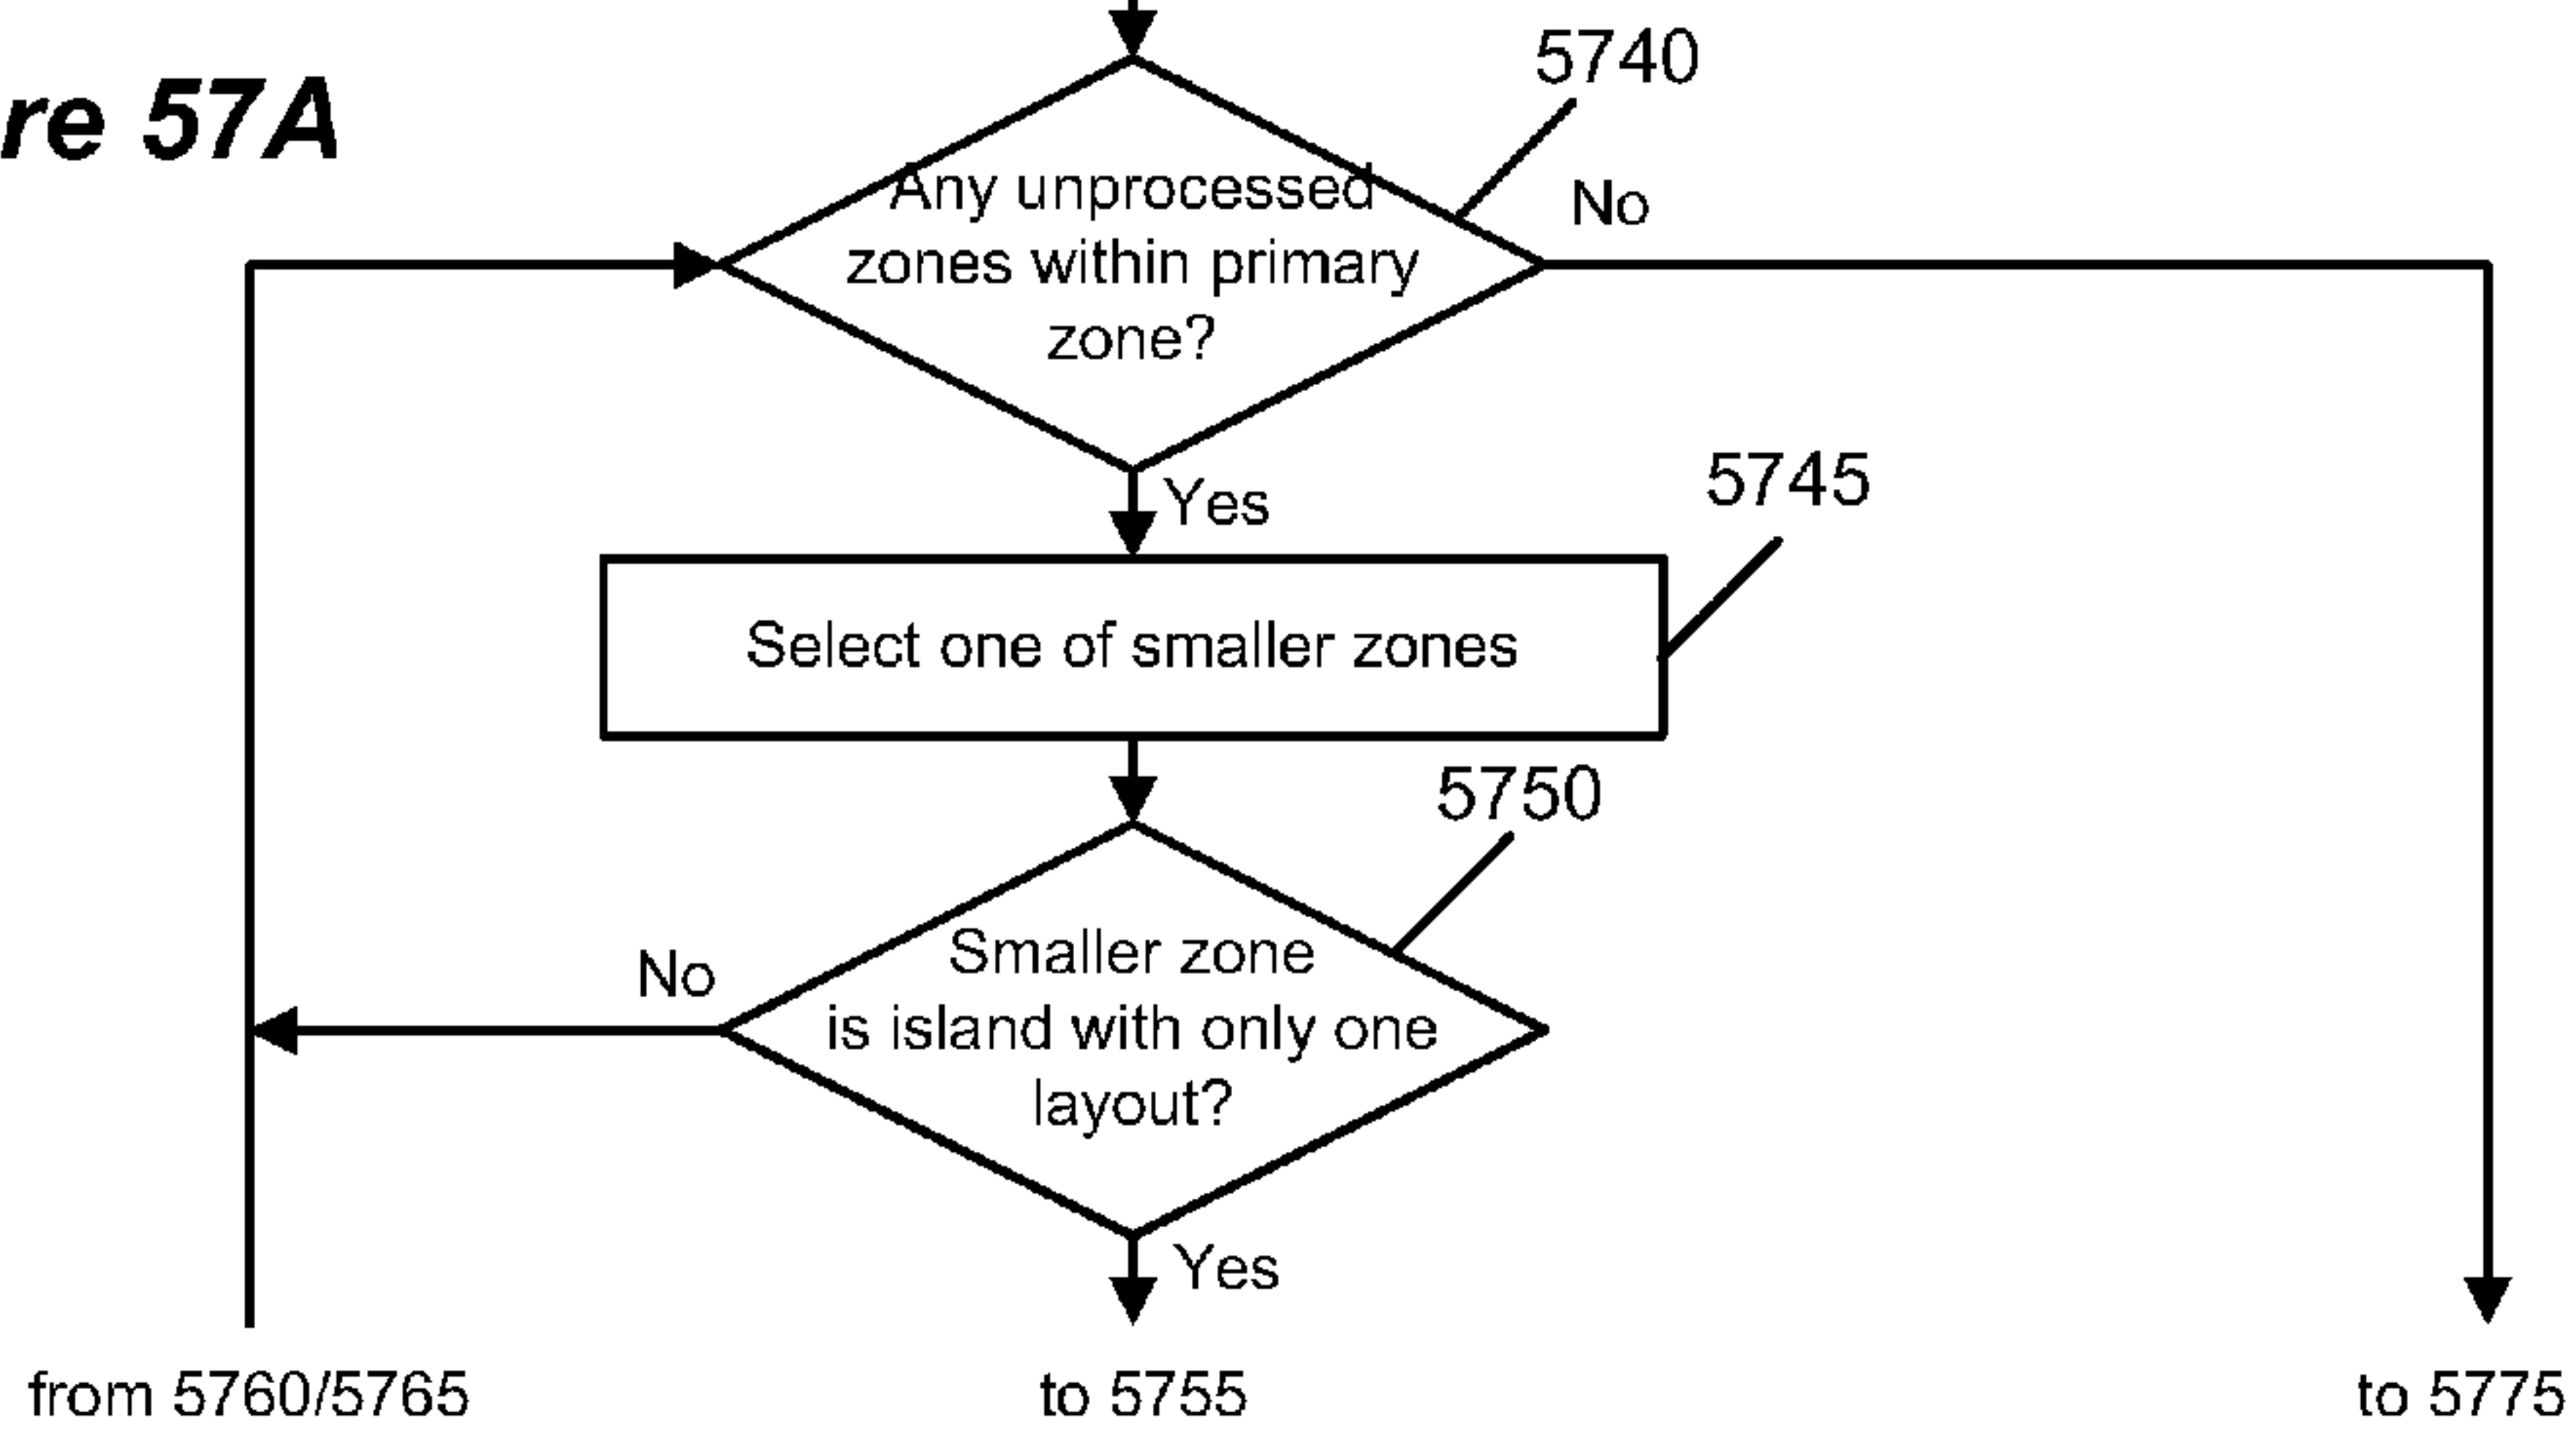 5740
re 57A
Any unprocessed
zones within primary
zone?
No
Yes
5745
Select one of smaller zones
5750
Smaller zone
is island with only one
layout?
No
Yes
from 5760/5765
to 5755
to 5775